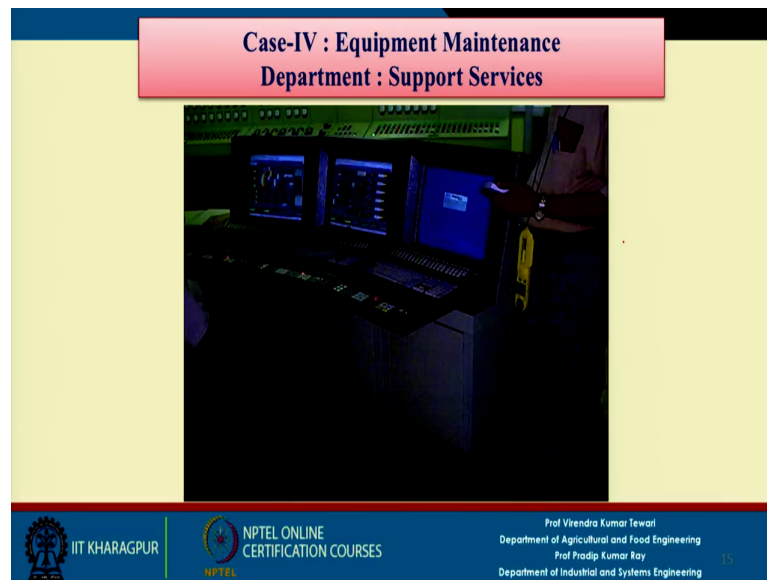 Case-IV : Equipment Maintenance
Department : Support Services
IIT KHARAGPUR
NPTEL
NPTEL ONLINE
CERTIFICATION COURSES
Prof Virendra Kumar Tewari
Department of Agricultural and Food Engineering
Prof Pradip Kumar Ray
Department of Industrial and Systems Engineering
15